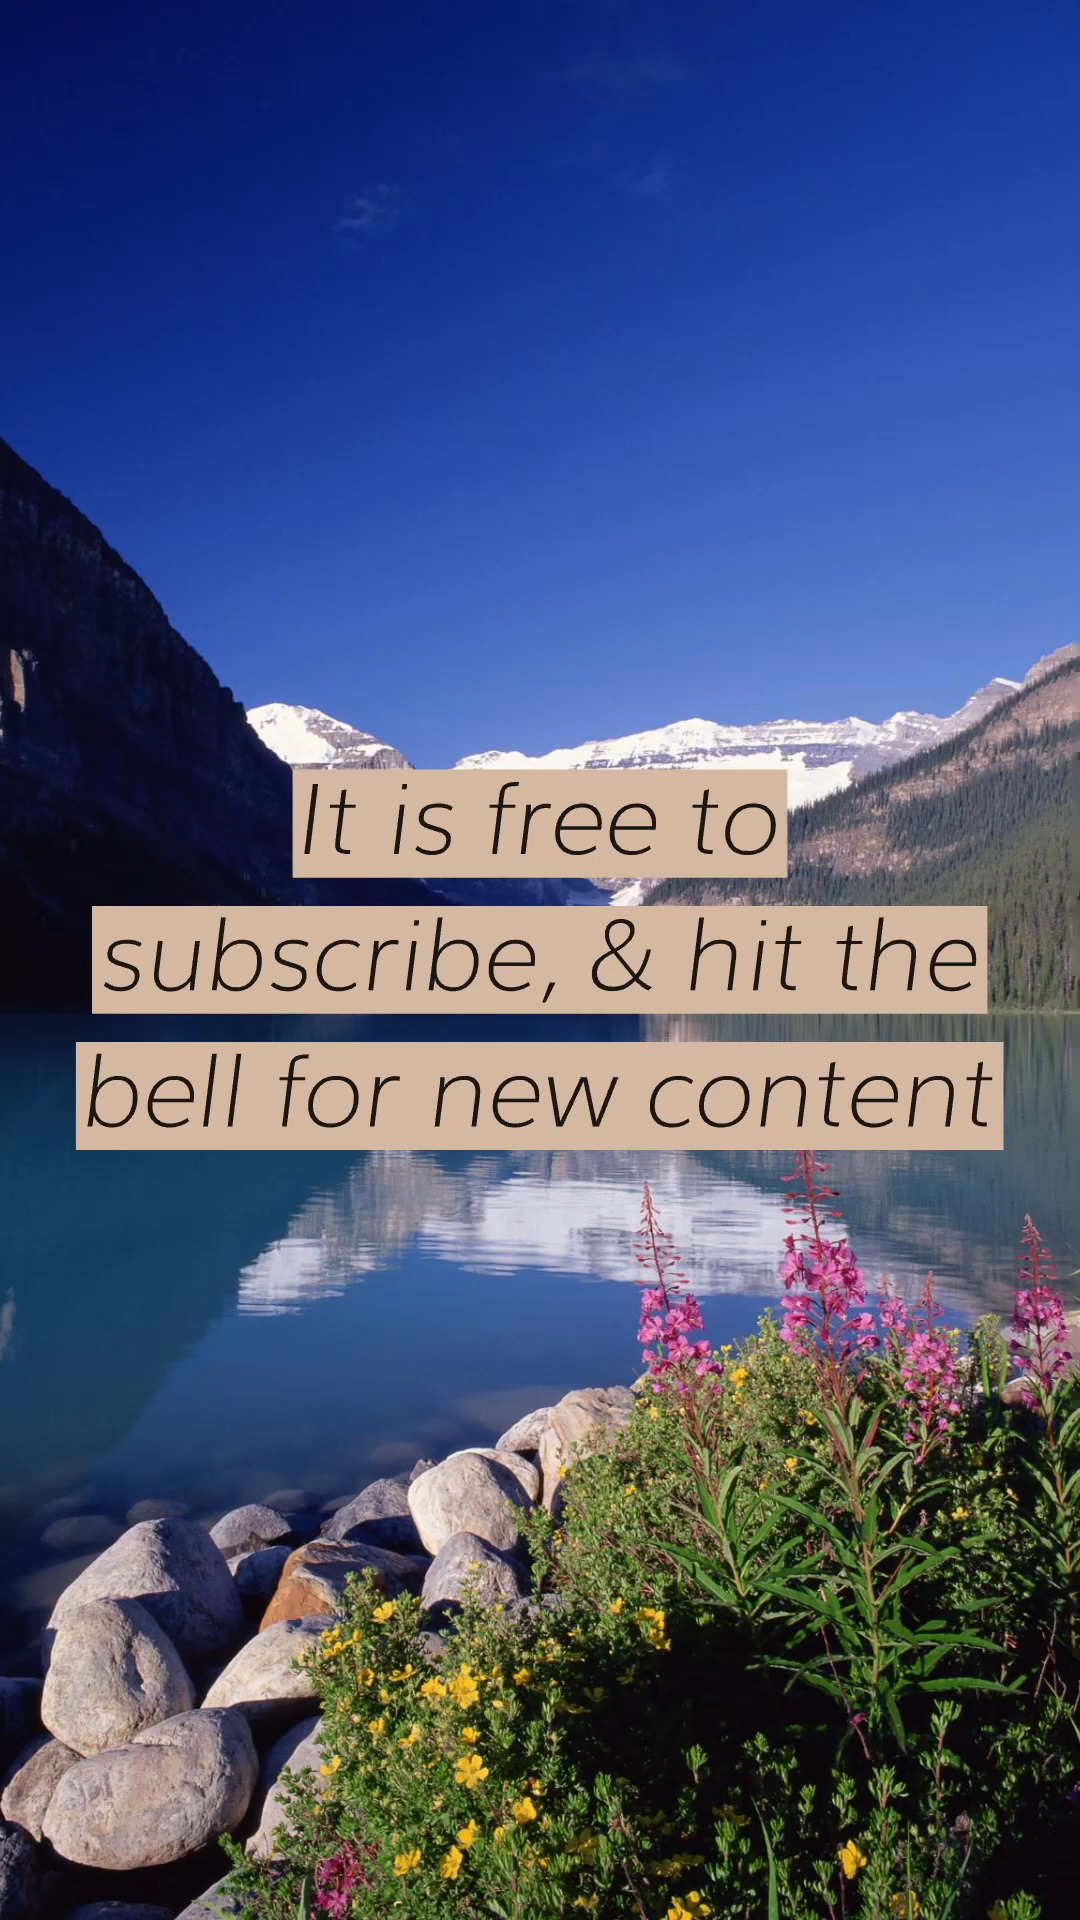 It is free to
subscribe, & hit the
bell for new content